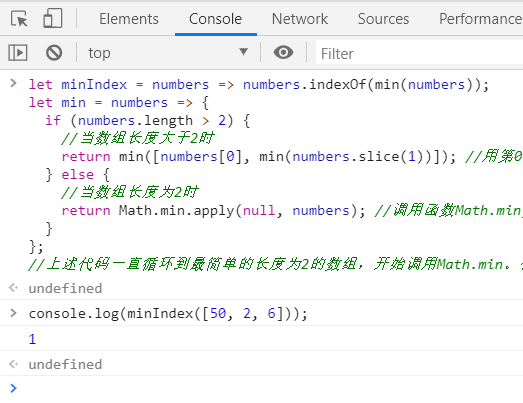 Elements Console Network Sources Performance
top Filter
let minIndex = numbers => numbers.indexOf(min(numbers));
let min = numbers => {
if (numbers.length > 2) {
//当数组长度大于2时
return min([numbers[0], min(numbers.slice(1))]); //用第0
} else {
//当数组长度为2时
return Math.min.apply(null, numbers); //调用函数Math.min,
}
};
//上述代码一直循环到最简单的长度为2的数组，开始调用Math.min。
undefined
console.log(minIndex([50, 2, 6]));
1
undefined